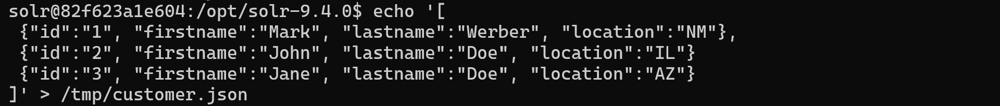 solr@82f623a1e604:/opt/solr-9.4.0$ echo '[
 {"id":"1", "firstname":"Mark", "lastname":"Werber", "location":"NM"},
 {"id":"2", "firstname":"John", "lastname":"Doe", "location":"IL"}
 {"id":"3", "firstname":"Jane", "lastname":"Doe", "location":"AZ"}
]' > /tmp/customer.json